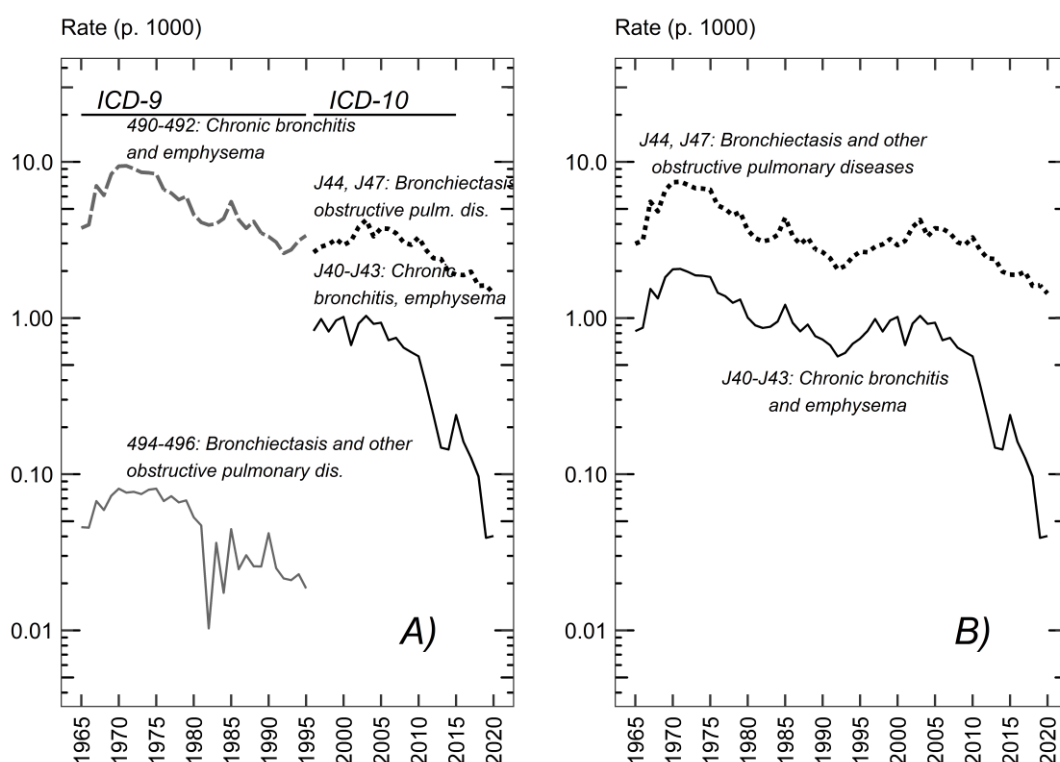 Rate (p. 1000)
ICD-9
ICD-10
490-492: Chronic bronchitis
and emphysema
J44, J47: Bronchiectasis
obstructive pulm. dis.
J40-J43: Chronic
bronchitis, emphysema
494-496: Bronchiectasis and other
obstructive pulmonary dis.
A)
10.0
1.00
0.10
0.01
1965
1970
1975
1980
1985
1990
1995
2000
2005
2010
2015
2020
Rate (p. 1000)
J44, J47: Bronchiectasis and other
obstructive pulmonary diseases
J40-J43: Chronic bronchitis
and emphysema
B)
10.0
1.00
0.10
0.01
1965
1970
1975
1980
1985
1990
1995
2000
2005
2010
2015
2020